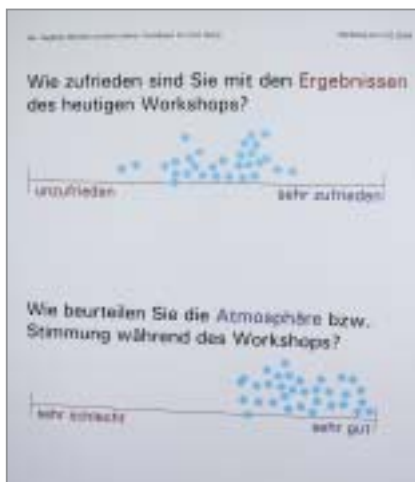 Wie zufrieden sind Sie mit den Ergebnissen
des heutigen Workshops?
unzufrieden
sehr zufrieden
Wie beurteilen Sie die Atmosphäre bzw.
Stimmung während des Workshops?
sehr schlecht
sehr gut